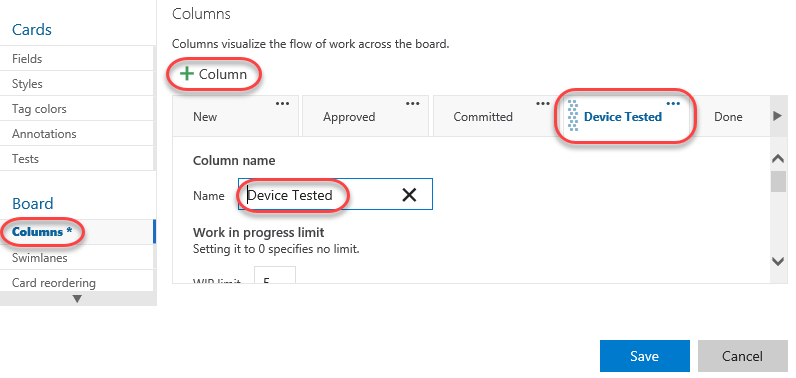 Cards
Fields
Styles
Tag colors
Annotations
Tests
Board
Columns *
Swimlanes
Card reordering
Columns
Columns visualize the flow of work across the board.
+ Column
New ... Approved ... Committed ... Device Tested ... Done
Column name
Name Device Tested
Work in progress limit
Setting it to 0 specifies no limit.
WIP limit 5
Save Cancel